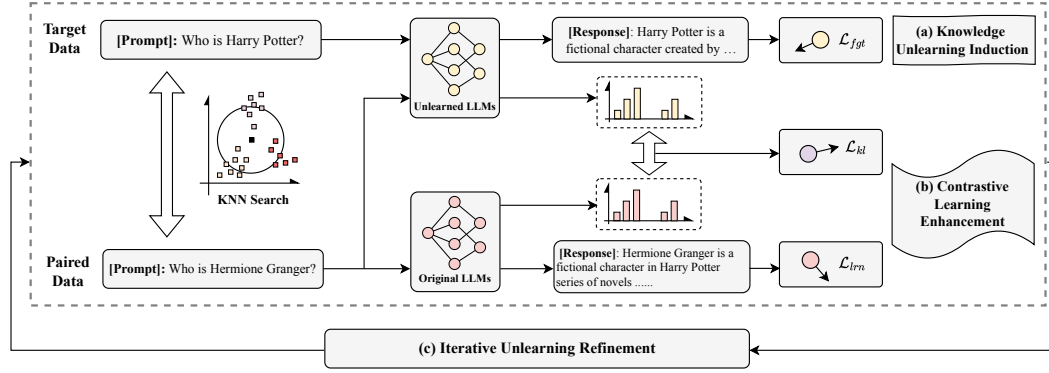 Target
Data
[Prompt]: Who is Harry Potter?
Unlearned LLMs
[Response]: Harry Potter is a
fictional character created by …
ℒfgt
(a) Knowledge
Unlearning Induction
KNN Search
ℒkl
(b) Contrastive
Learning
Enhancement
Paired
Data
[Prompt]: Who is Hermione Granger?
Original LLMs
[Response]: Hermione Granger is a
fictional character in Harry Potter
series of novels ......
ℒlrn
(c) Iterative Unlearning Refinement